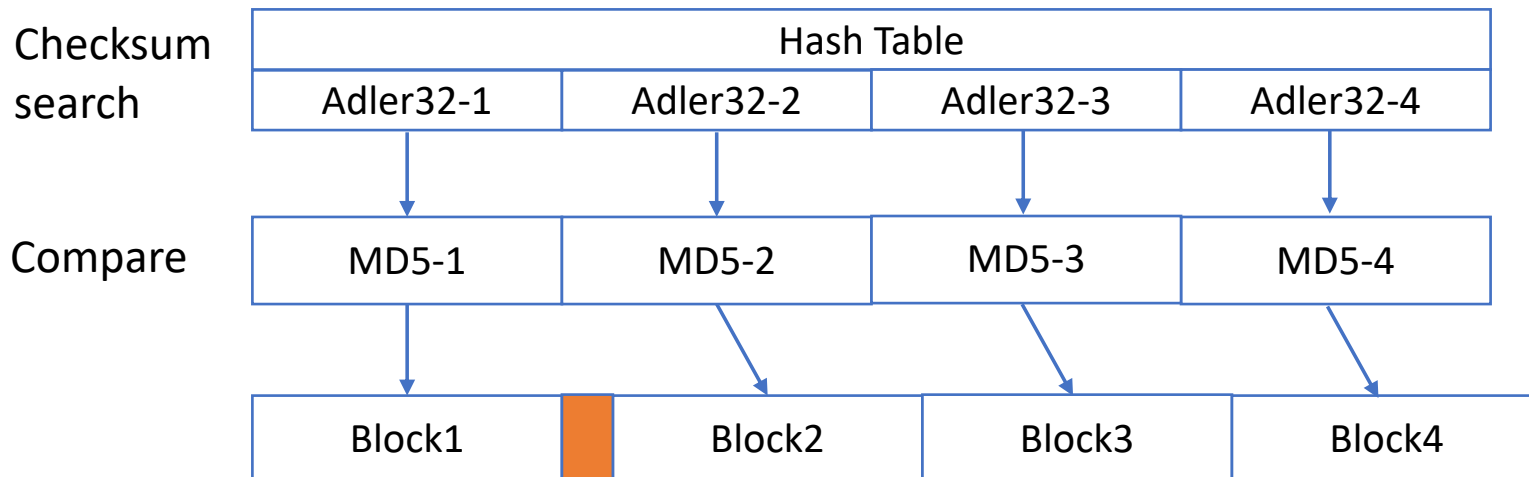 Checksum
search
Hash Table
Adler32-1 Adler32-2 Adler32-3 Adler32-4
Compare
MD5-1 MD5-2 MD5-3 MD5-4
Block1 Block2 Block3 Block4